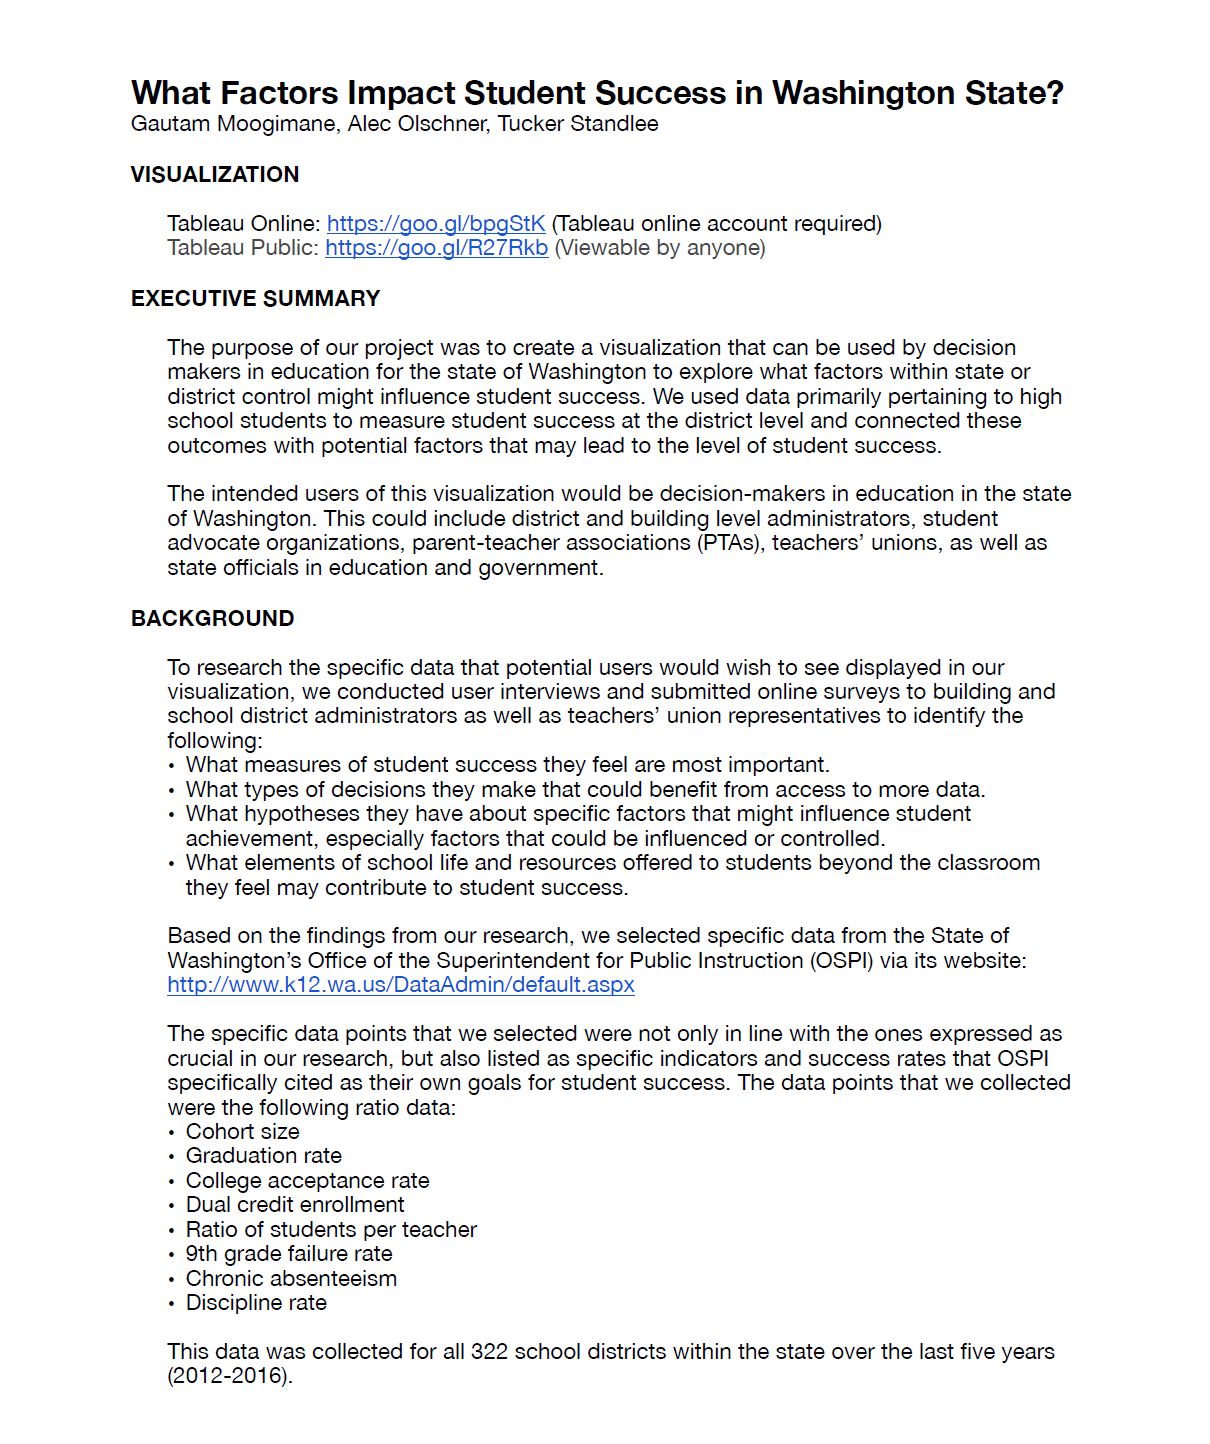 What Factors Impact Student Success in Washington State?
Gautam Moogimane, Alec Olschner, Tucker Standlee
VISUALIZATION
Tableau Online: https://goo.gl/bpgStK (Tableau online account required)
Tableau Public: https://goo.gl/R27Rkb (Viewable by anyone)
EXECUTIVE SUMMARY
The purpose of our project was to create a visualization that can be used by decision
makers in education for the state of Washington to explore what factors within state or
district control might influence student success. We used data primarily pertaining to high
school students to measure student success at the district level and connected these
outcomes with potential factors that may lead to the level of student success.
The intended users of this visualization would be decision-makers in education in the state
of Washington. This could include district and building level administrators, student
advocate organizations, parent-teacher associations (PTAs), teachers’ unions, as well as
state officials in education and government.
BACKGROUND
To research the specific data that potential users would wish to see displayed in our
visualization, we conducted user interviews and submitted online surveys to building and
school district administrators as well as teachers’ union representatives to identify the
following:
• What measures of student success they feel are most important.
• What types of decisions they make that could benefit from access to more data.
• What hypotheses they have about specific factors that might influence student
achievement, especially factors that could be influenced or controlled.
• What elements of school life and resources offered to students beyond the classroom
they feel may contribute to student success.
Based on the findings from our research, we selected specific data from the State of
Washington’s Office of the Superintendent for Public Instruction (OSPI) via its website:
http://www.k12.wa.us/DataAdmin/default.aspx
The specific data points that we selected were not only in line with the ones expressed as
crucial in our research, but also listed as specific indicators and success rates that OSPI
specifically cited as their own goals for student success. The data points that we collected
were the following ratio data:
• Cohort size
• Graduation rate
• College acceptance rate
• Dual credit enrollment
• Ratio of students per teacher
• 9th grade failure rate
• Chronic absenteeism
• Discipline rate
This data was collected for all 322 school districts within the state over the last five years
(2012-2016).